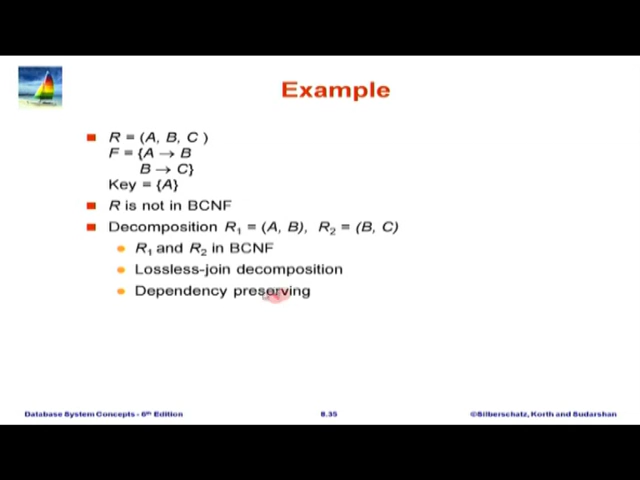 Example
R = (A, B, C )
F = {A → B
B → C}
Key = {A}
R is not in BCNF
Decomposition R1 = (A, B), R2 = (B, C)
R1 and R2 in BCNF
Lossless-join decomposition
Dependency preserving
Database System Concepts - 6th Edition 8.35 ©Silberschatz, Korth and Sudarshan